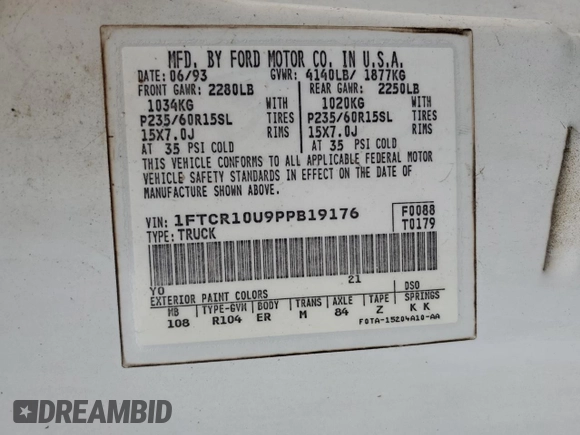 MFD. BY FORD MOTOR CO. IN U.S.A.
DATE: 06/93 GVWR: 4140LB/ 1877KG
FRONT GAWR: 2280LB REAR GAWR: 2250LB
1034KG WITH 1020KG WITH
P235/60R15SL TIRES P235/60R15SL TIRES
15X7.0J RIMS 15X7.0J RIMS
AT 35 PSI COLD AT 35 PSI COLD
THIS VEHICLE CONFORMS TO ALL APPLICABLE FEDERAL MOTOR
VEHICLE SAFETY STANDARDS IN EFFECT ON THE DATE OF
MANUFACTURE SHOWN ABOVE.
VIN: 1FTCR10U9PPB19176 F0088
TYPE: TRUCK T0179
YO 21
EXTERIOR PAINT COLORS DSO
WB TYPE-GVM BODY TRANS AXLE TAPE SPRINGS
108 R104 ER M 84 Z K K
F0TA-15204A10-AA
DREAMBID